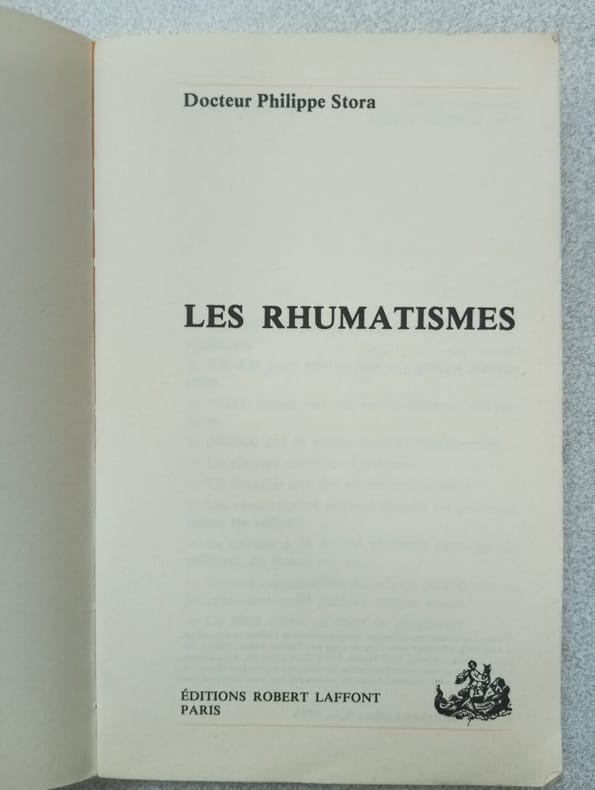 Docteur Philippe Stora
LES RHUMATISMES
ÉDITIONS ROBERT LAFFONT
PARIS